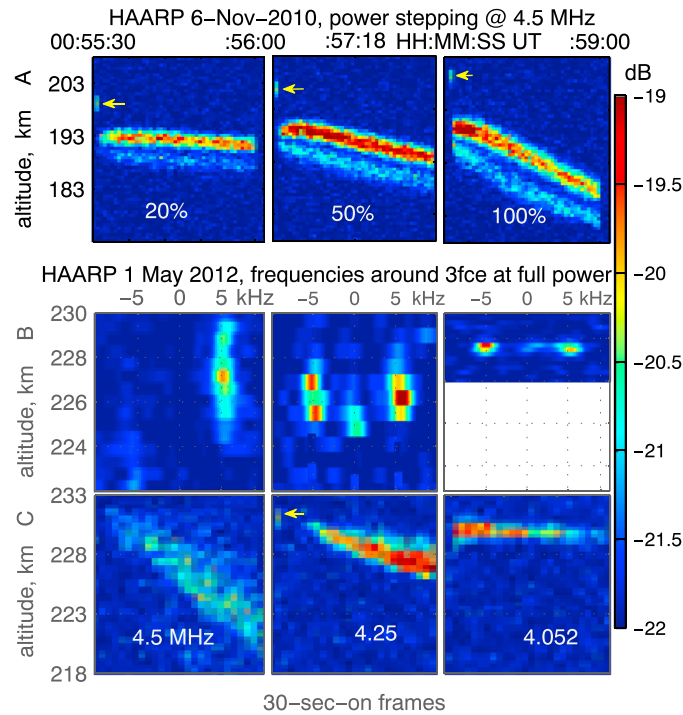 HAARP 6-Nov-2010, power stepping @ 4.5 MHz
00:55:30 :56:00 :57:18 HH:MM:SS UT :59:00
dB
altitude, km A
203
193
183
20%
50%
100%
-19
-19.5
-20
-20.5
-21
-21.5
-22
HAARP 1 May 2012, frequencies around 3fce at full power
-5 0 5 kHz -5 0 5 kHz -5 0 5 kHz
altitude, km B
230
228
226
224
altitude, km C
233
228
223
218
4.5 MHz
4.25
4.052
30-sec-on frames